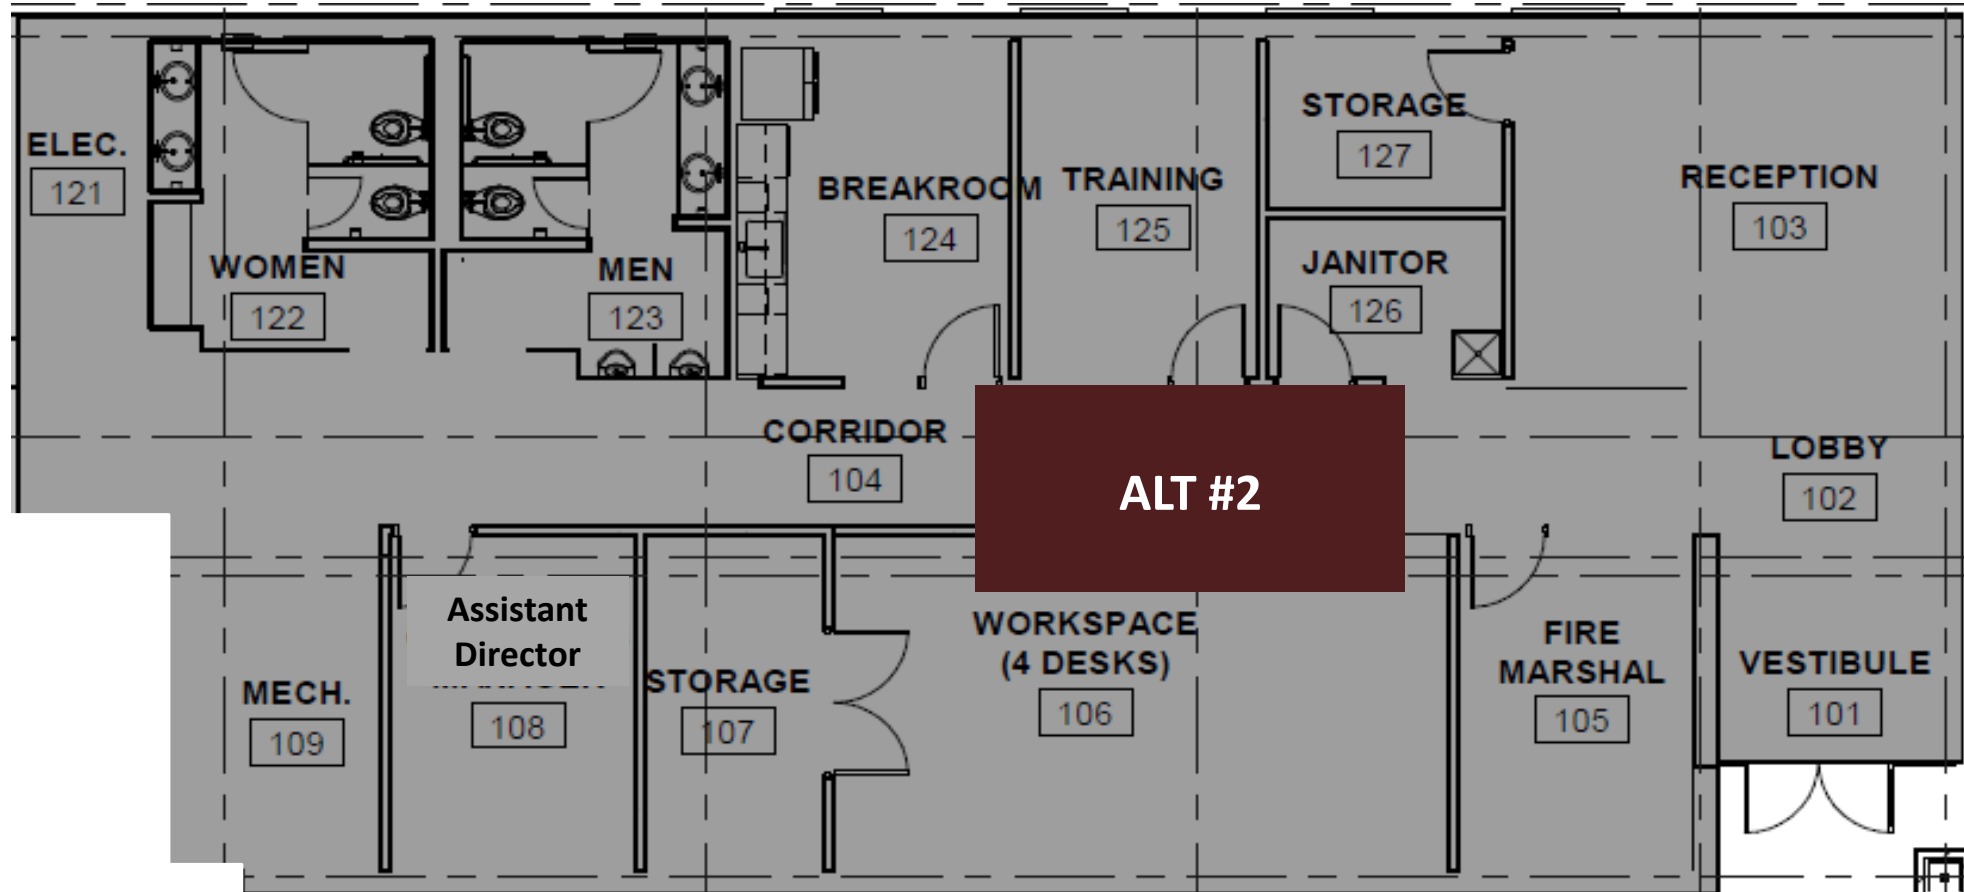 ELEC.
121
WOMEN
122
MEN
123
BREAKROOM
124
TRAINING
125
STORAGE
127
JANITOR
126
RECEPTION
103
CORRIDOR
104
ALT #2
LOBBY
102
MECH.
109
Assistant
Director
108
STORAGE
107
WORKSPACE
(4 DESKS)
106
FIRE
MARSHAL
105
VESTIBULE
101